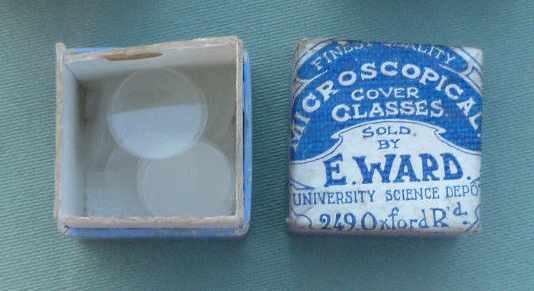 FINEST QUALITY
MICROSCOPICAL
COVER
GLASSES.
SOLD
BY
E. WARD.
UNIVERSITY SCIENCE DEPÔT
249, Oxford Rd.